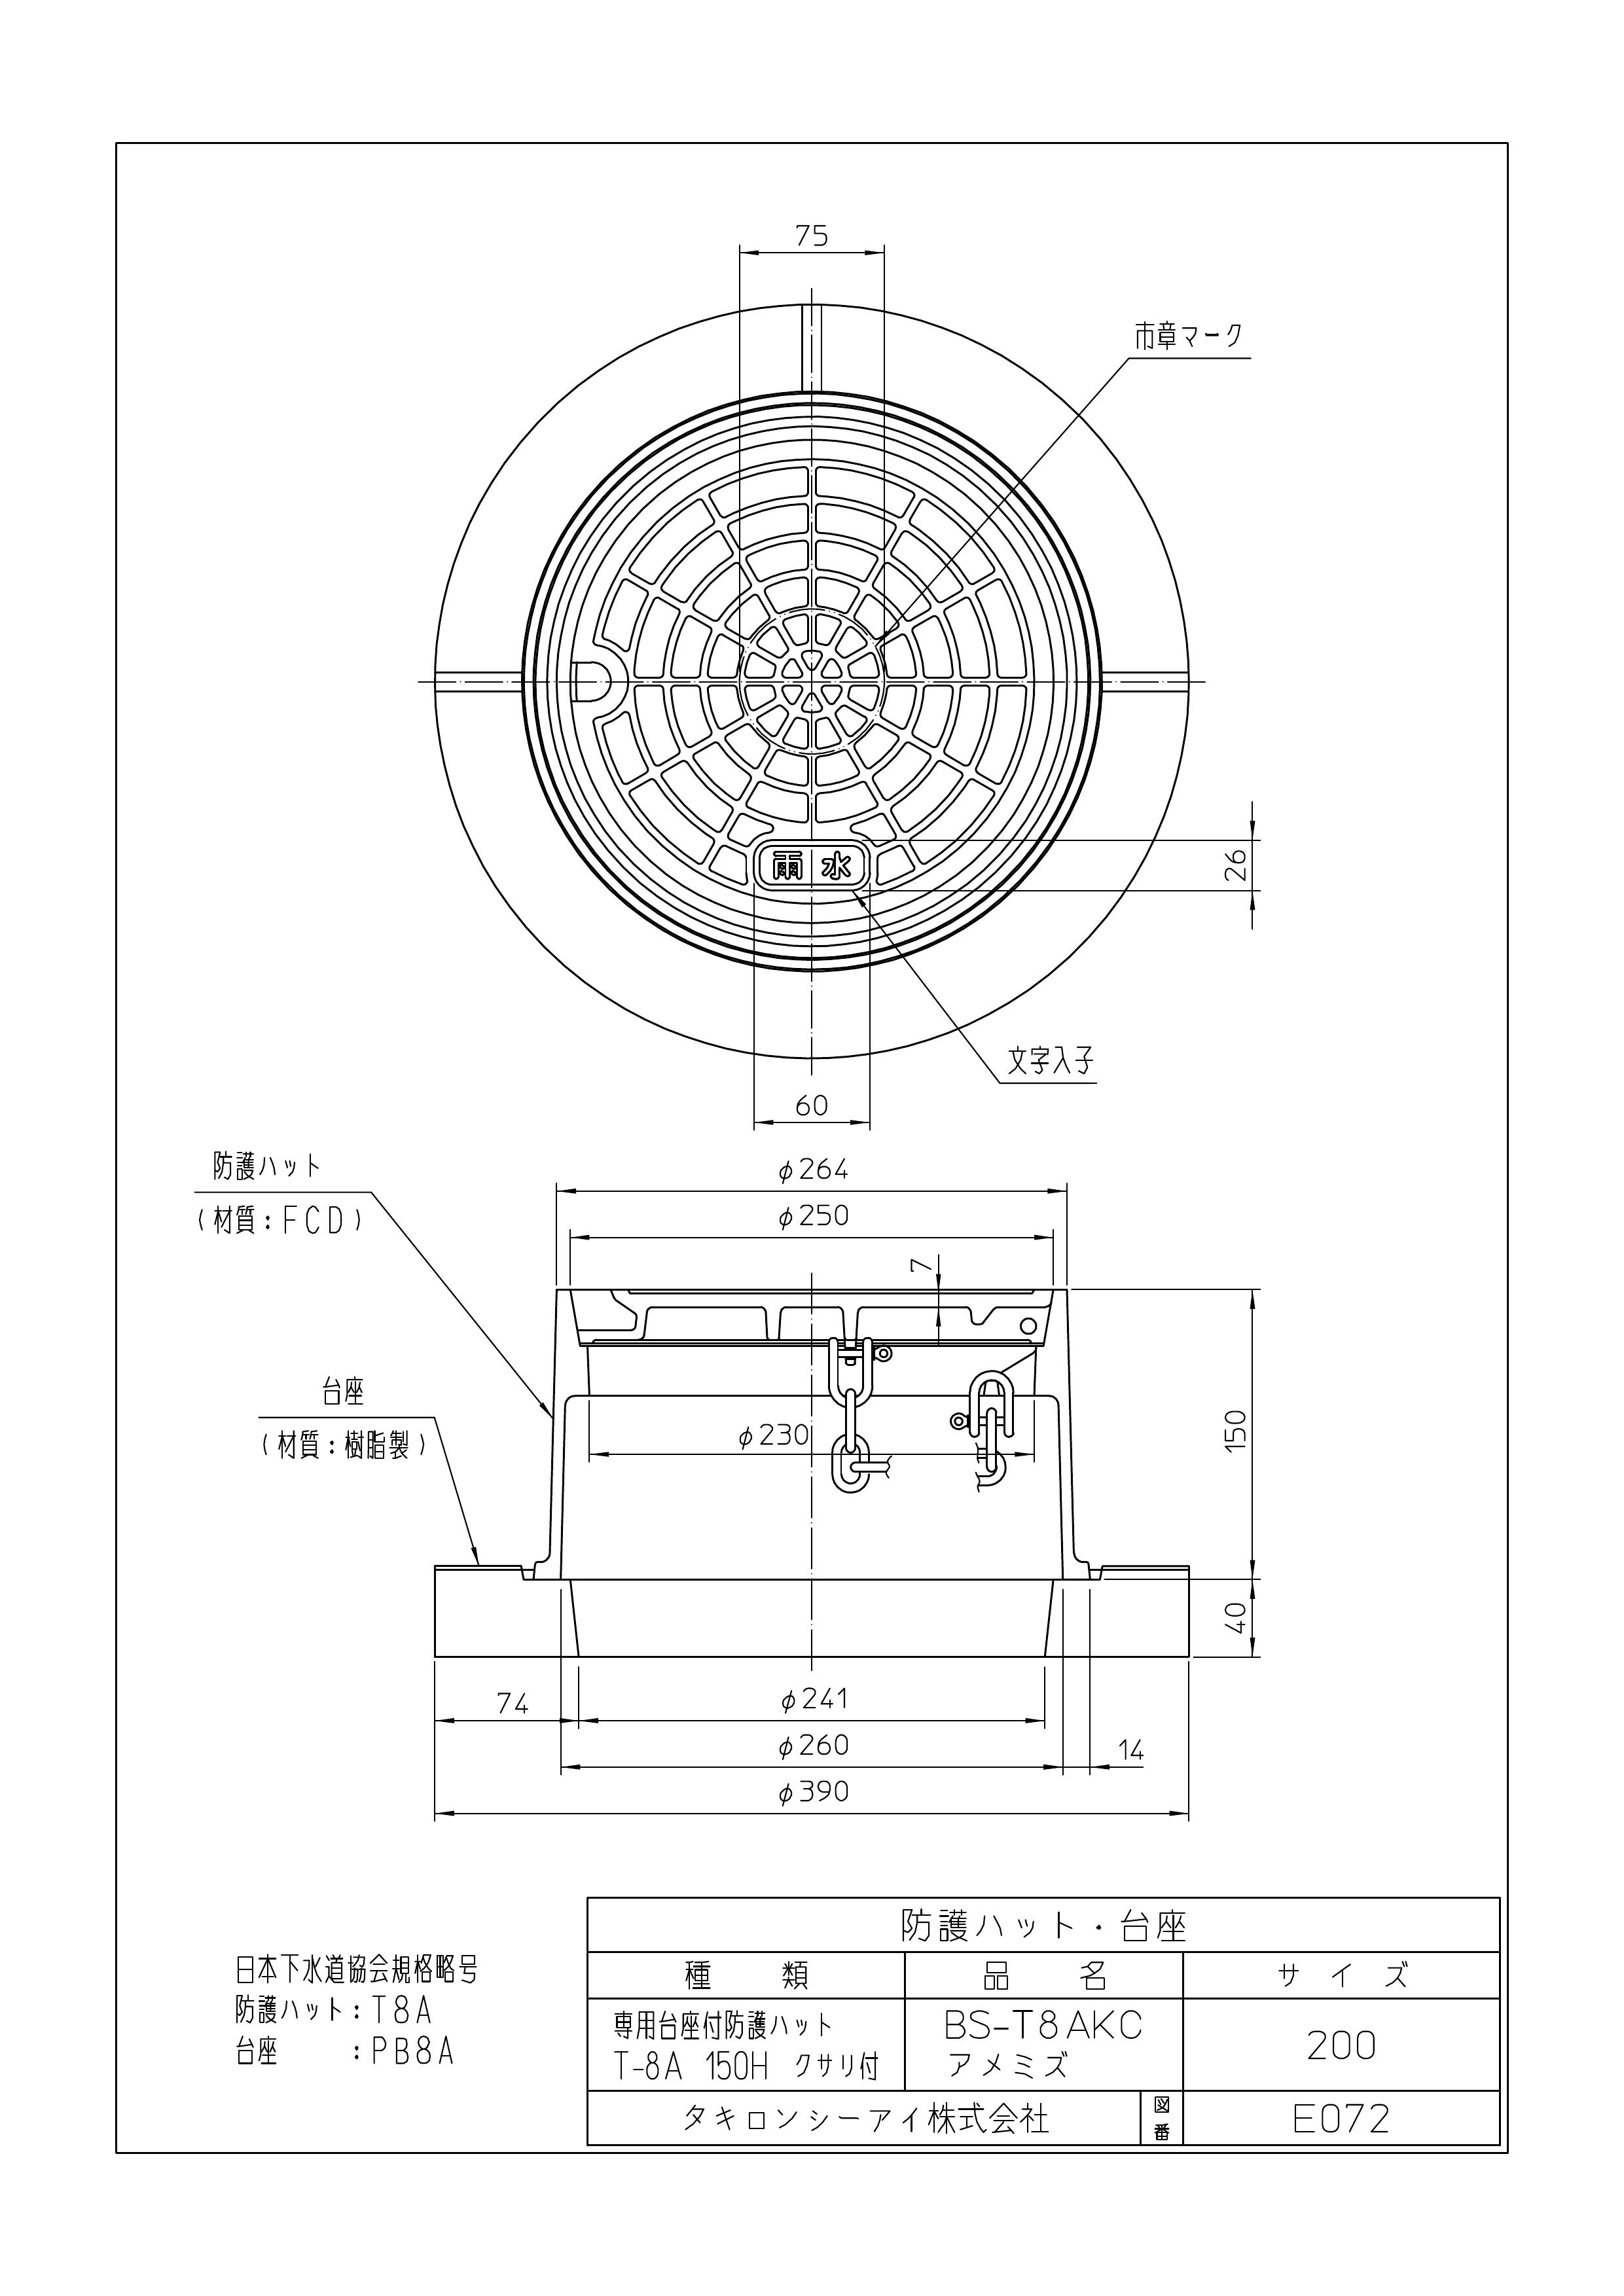 75
市章マーク
雨水
26
文字入子
60
防護ハット
(材質:FCD)
φ264
φ250
7
台座
(材質:樹脂製)
φ230
150
40
74
φ241
φ260
14
φ390
防護ハット・台座
種類 品名 サイズ
専用台座付防護ハット
T-8A 150H クサリ付
BS-T8AKC
アメミズ
200
タキロンシーアイ株式会社
図番
E072
日本下水道協会規格略号
防護ハット:T8A
台座 :PB8A